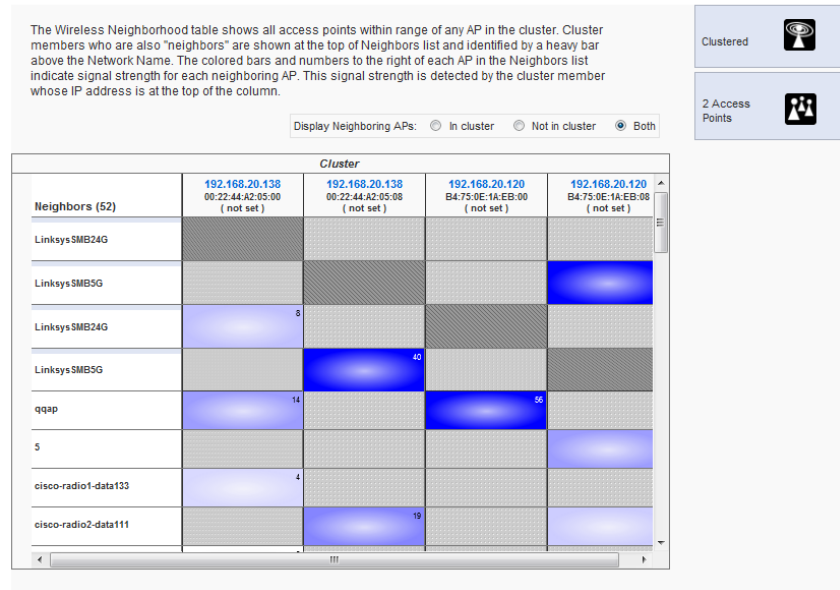 The Wireless Neighborhood table shows all access points within range of any AP in the cluster. Cluster
members who are also "neighbors" are shown at the top of Neighbors list and identified by a heavy bar
above the Network Name. The colored bars and numbers to the right of each AP in the Neighbors list
indicate signal strength for each neighboring AP. This signal strength is detected by the cluster member
whose IP address is at the top of the column.
Clustered
2 Access
Points
Display Neighboring APs: In cluster Not in cluster Both
Cluster
Neighbors (52)
192.168.20.138 192.168.20.138 192.168.20.120 192.168.20.120
00:22:44:A2:05:00 00:22:44:A2:05:08 B4:75:0E:1A:EB:00 B4:75:0E:1A:EB:08
( not set ) ( not set ) ( not set ) ( not set )
LinksysSMB24G
LinksysSMB5G
LinksysSMB24G 8
LinksysSMB5G 40
qqap 14 56
5
cisco-radio1-data133 4
cisco-radio2-data111 19